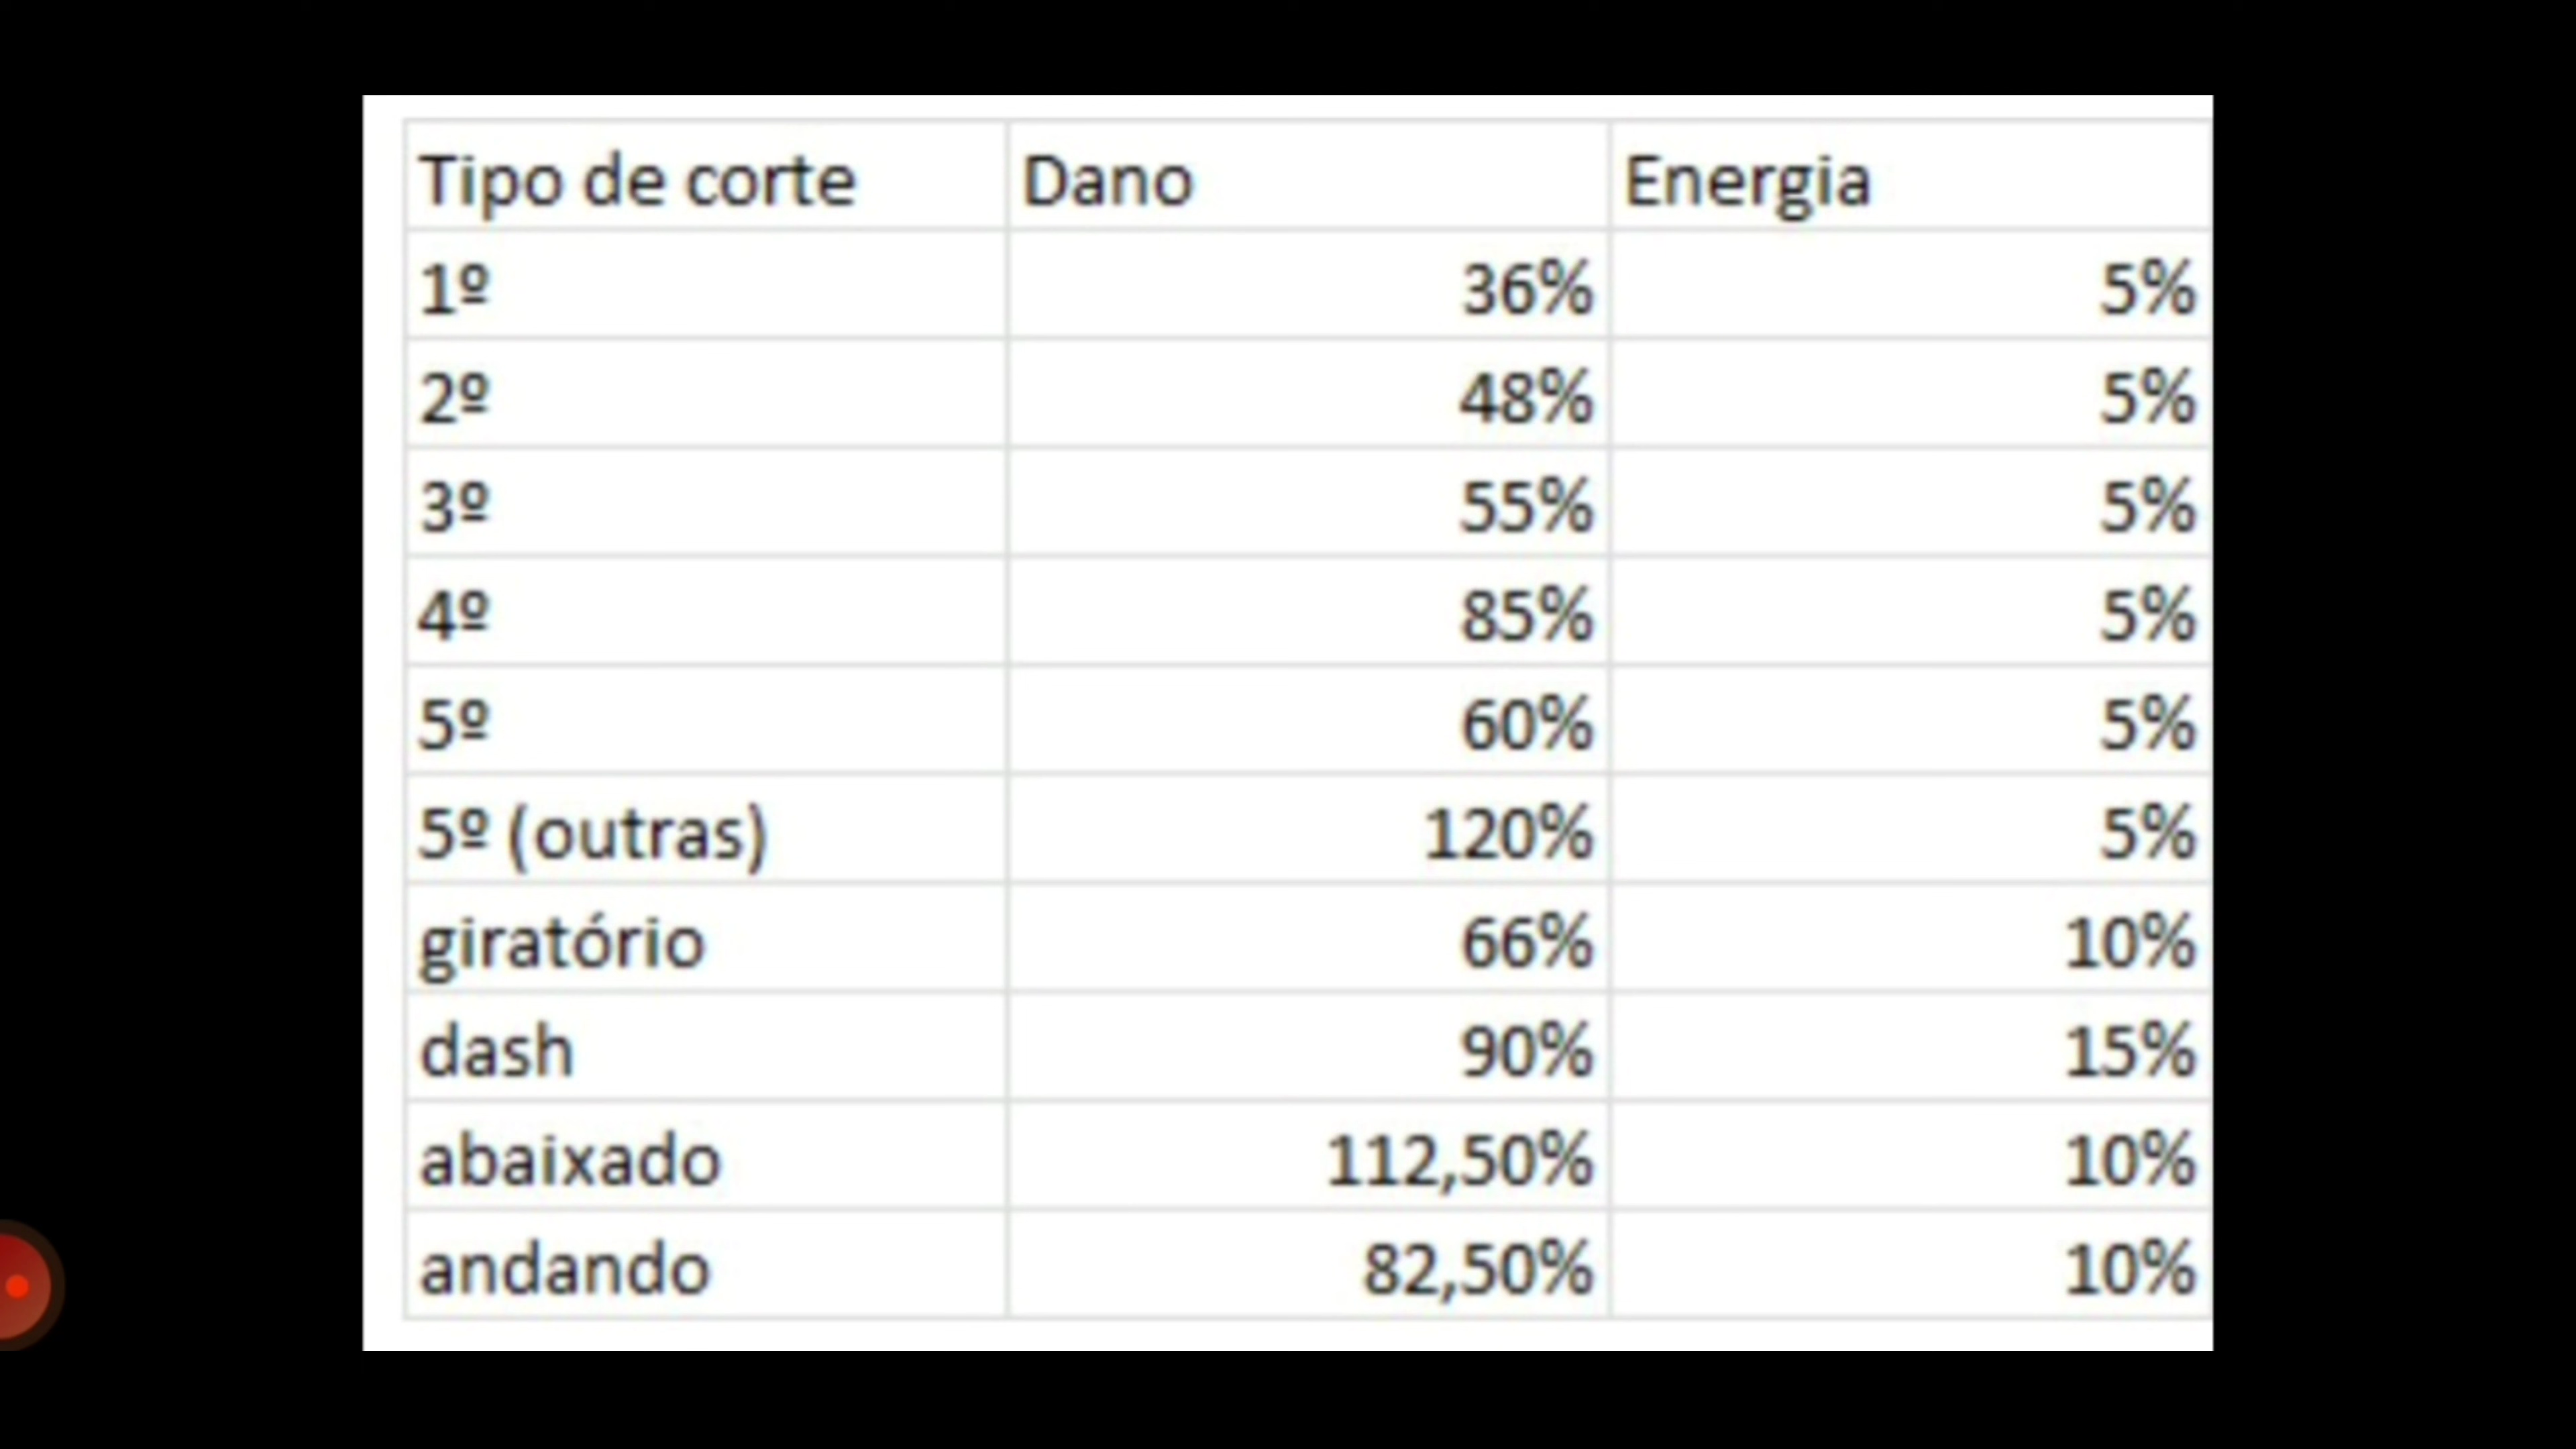 Tipo de corte Dano Energia
1º 36% 5%
2º 48% 5%
3º 55% 5%
4º 85% 5%
5º 60% 5%
5º (outras) 120% 5%
giratório 66% 10%
dash 90% 15%
abaixado 112,50% 10%
andando 82,50% 10%